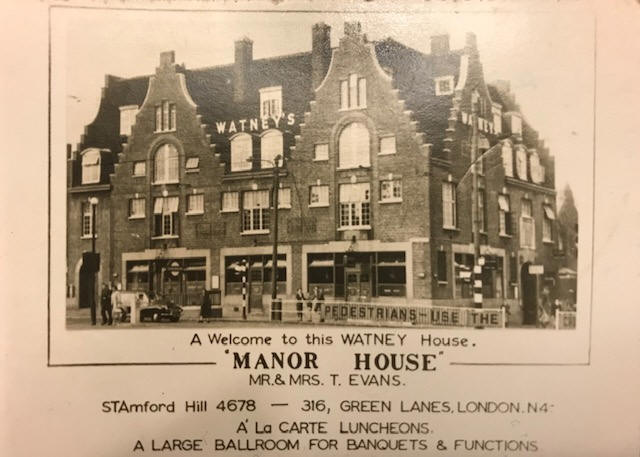 WATNEY'S
WATNEY
PEDESTRIANS - USE THE
A Welcome to this WATNEY House.
"MANOR HOUSE"
MR.& MRS. T. EVANS.
STAmford Hill 4678 — 316, GREEN LANES, LONDON. N4-
A' La CARTE LUNCHEONS.
A LARGE BALLROOM FOR BANQUETS & FUNCTIONS